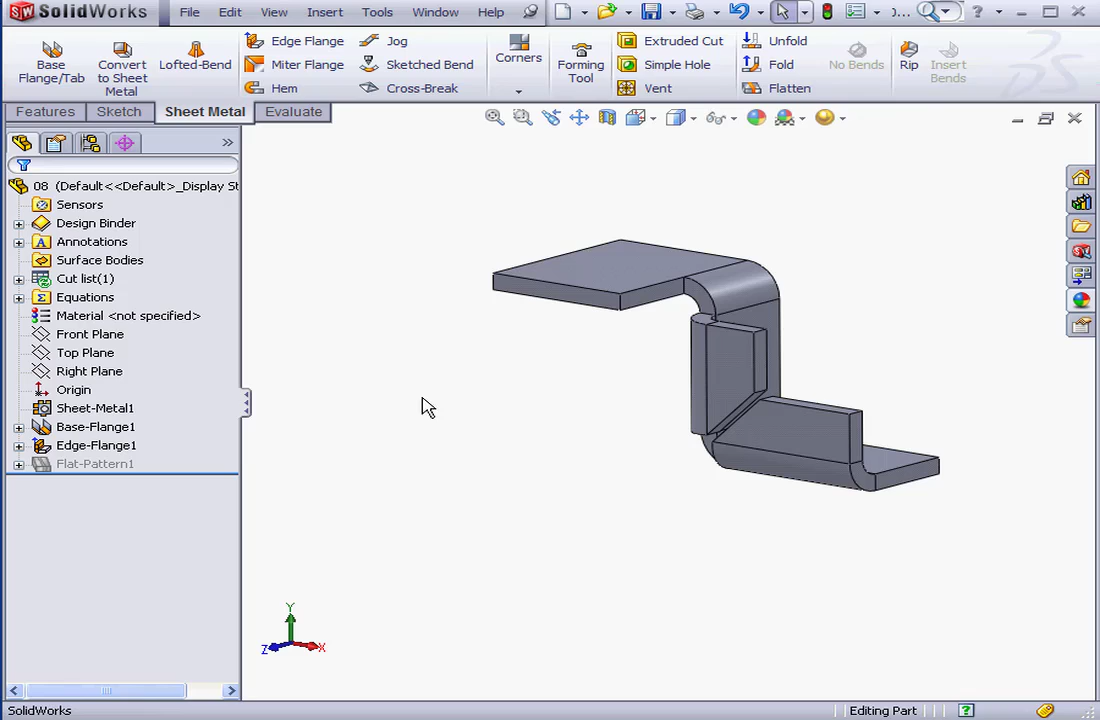 SolidWorks File Edit View Insert Tools Window Help )... ?
Base Flange/Tab
Convert to Sheet Metal
Lofted-Bend
Edge Flange
Miter Flange
Hem
Jog
Sketched Bend
Cross-Break
Corners
Forming Tool
Extruded Cut
Simple Hole
Vent
Unfold
Fold
Flatten
No Bends
Rip
Insert Bends
Features Sketch Sheet Metal Evaluate
08 (Default<<Default>_Display St
Sensors
Design Binder
Annotations
Surface Bodies
Cut list(1)
Equations
Material <not specified>
Front Plane
Top Plane
Right Plane
Origin
Sheet-Metal1
Base-Flange1
Edge-Flange1
Flat-Pattern1
Y
Z X
SolidWorks Editing Part